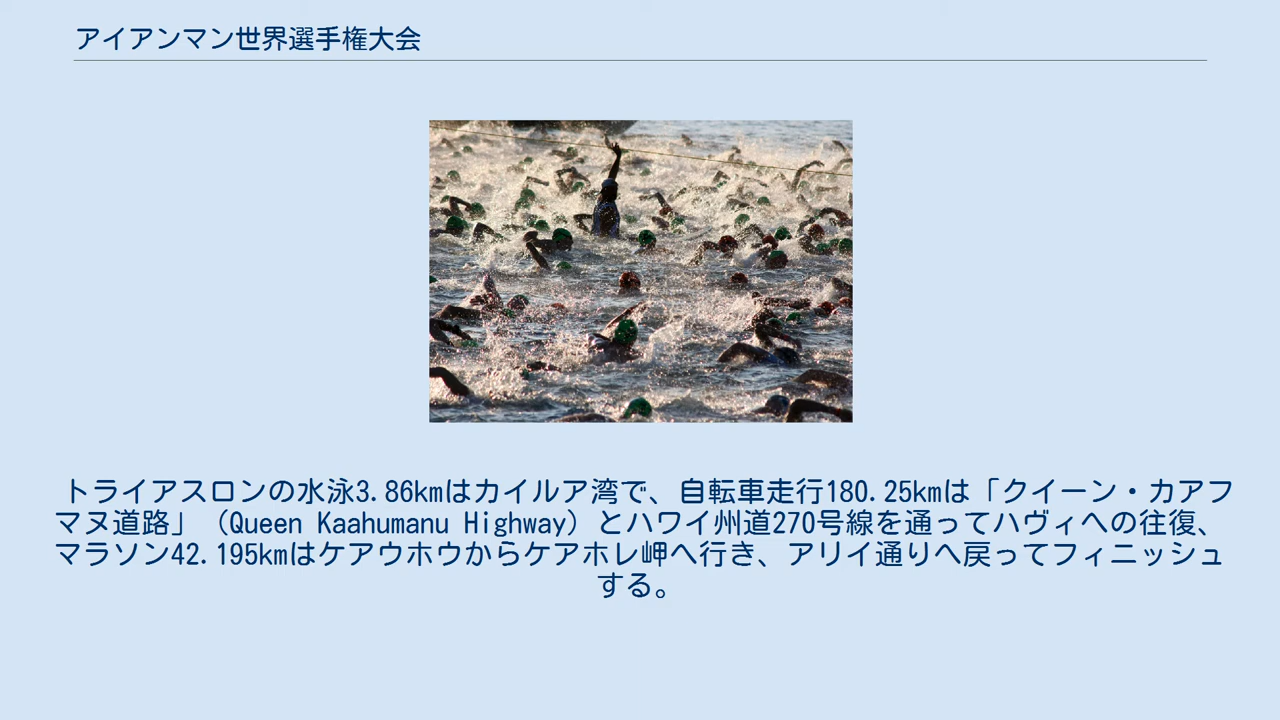 アイアンマン世界選手権大会
トライアスロンの水泳3.86kmはカイルア湾で、自転車走行180.25kmは「クイーン・カアフ
マヌ道路」（Queen Kaahumanu Highway）とハワイ州道270号線を通ってハヴィへの往復、
マラソン42.195kmはケアウホウからケアホレ岬へ行き、アリイ通りへ戻ってフィニッシュ
する。